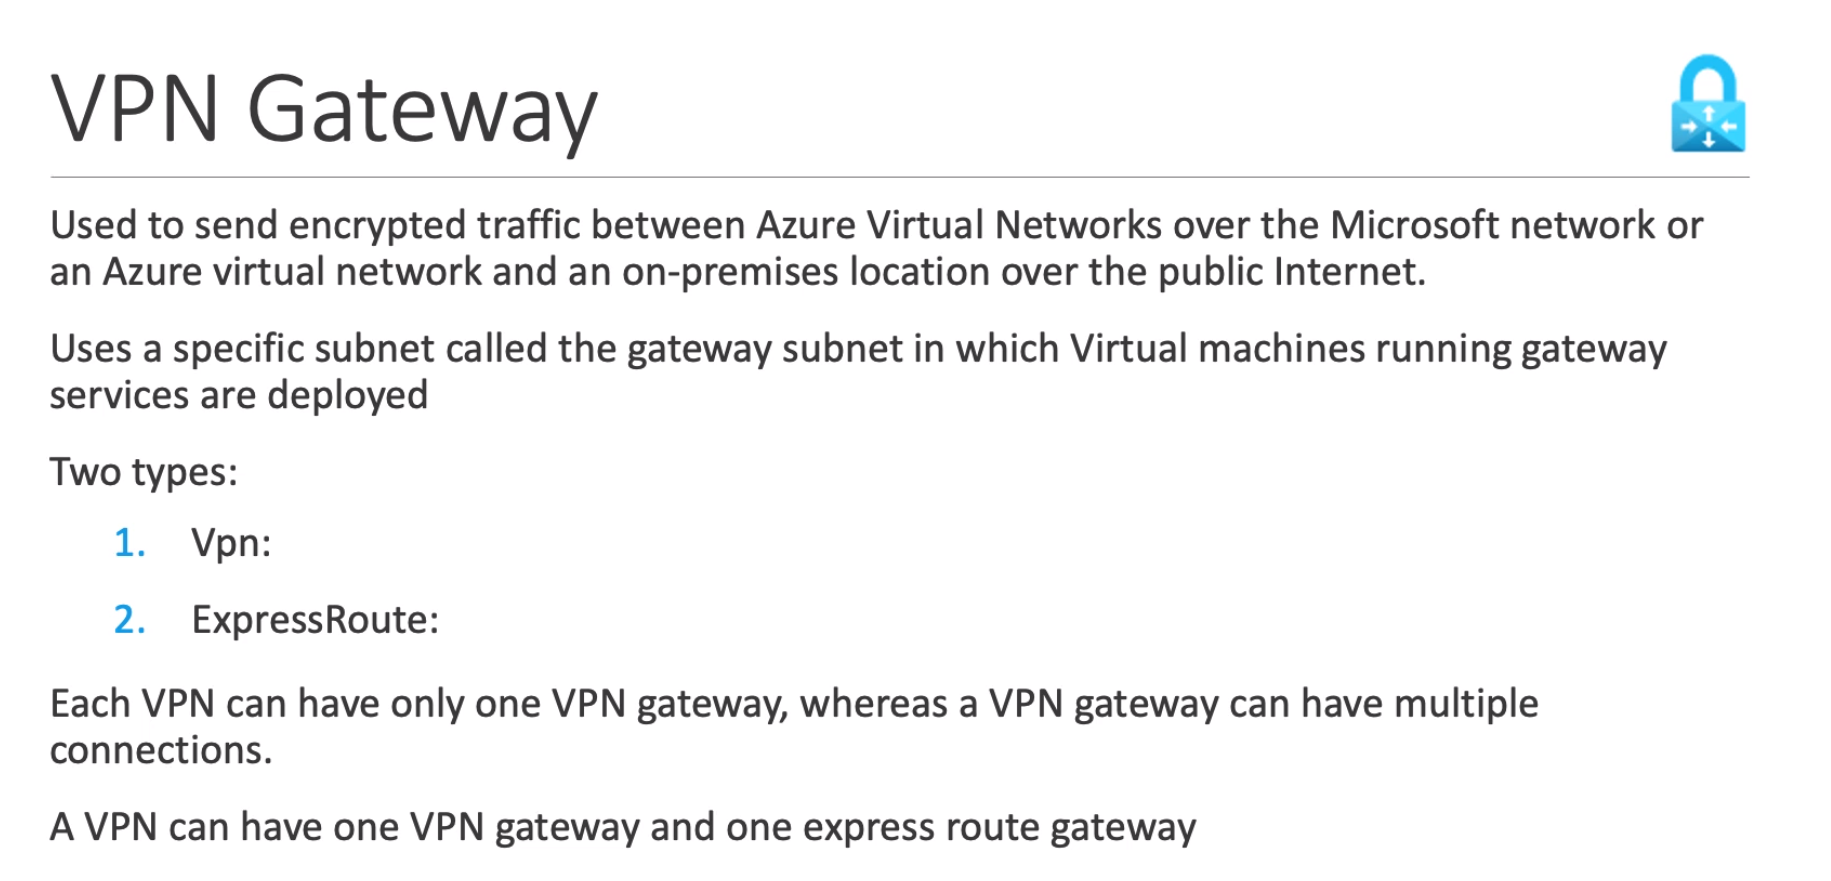 VPN Gateway
Used to send encrypted traffic between Azure Virtual Networks over the Microsoft network or
an Azure virtual network and an on-premises location over the public Internet.
Uses a specific subnet called the gateway subnet in which Virtual machines running gateway
services are deployed
Two types:
1. Vpn:
2. ExpressRoute:
Each VPN can have only one VPN gateway, whereas a VPN gateway can have multiple
connections.
A VPN can have one VPN gateway and one express route gateway